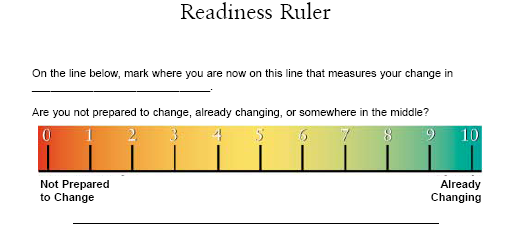 Readiness Ruler
On the line below, mark where you are now on this line that measures your change in
______________________________.
Are you not prepared to change, already changing, or somewhere in the middle?
0 1 2 3 4 5 6 7 8 9 10
Not Prepared Already
to Change Changing